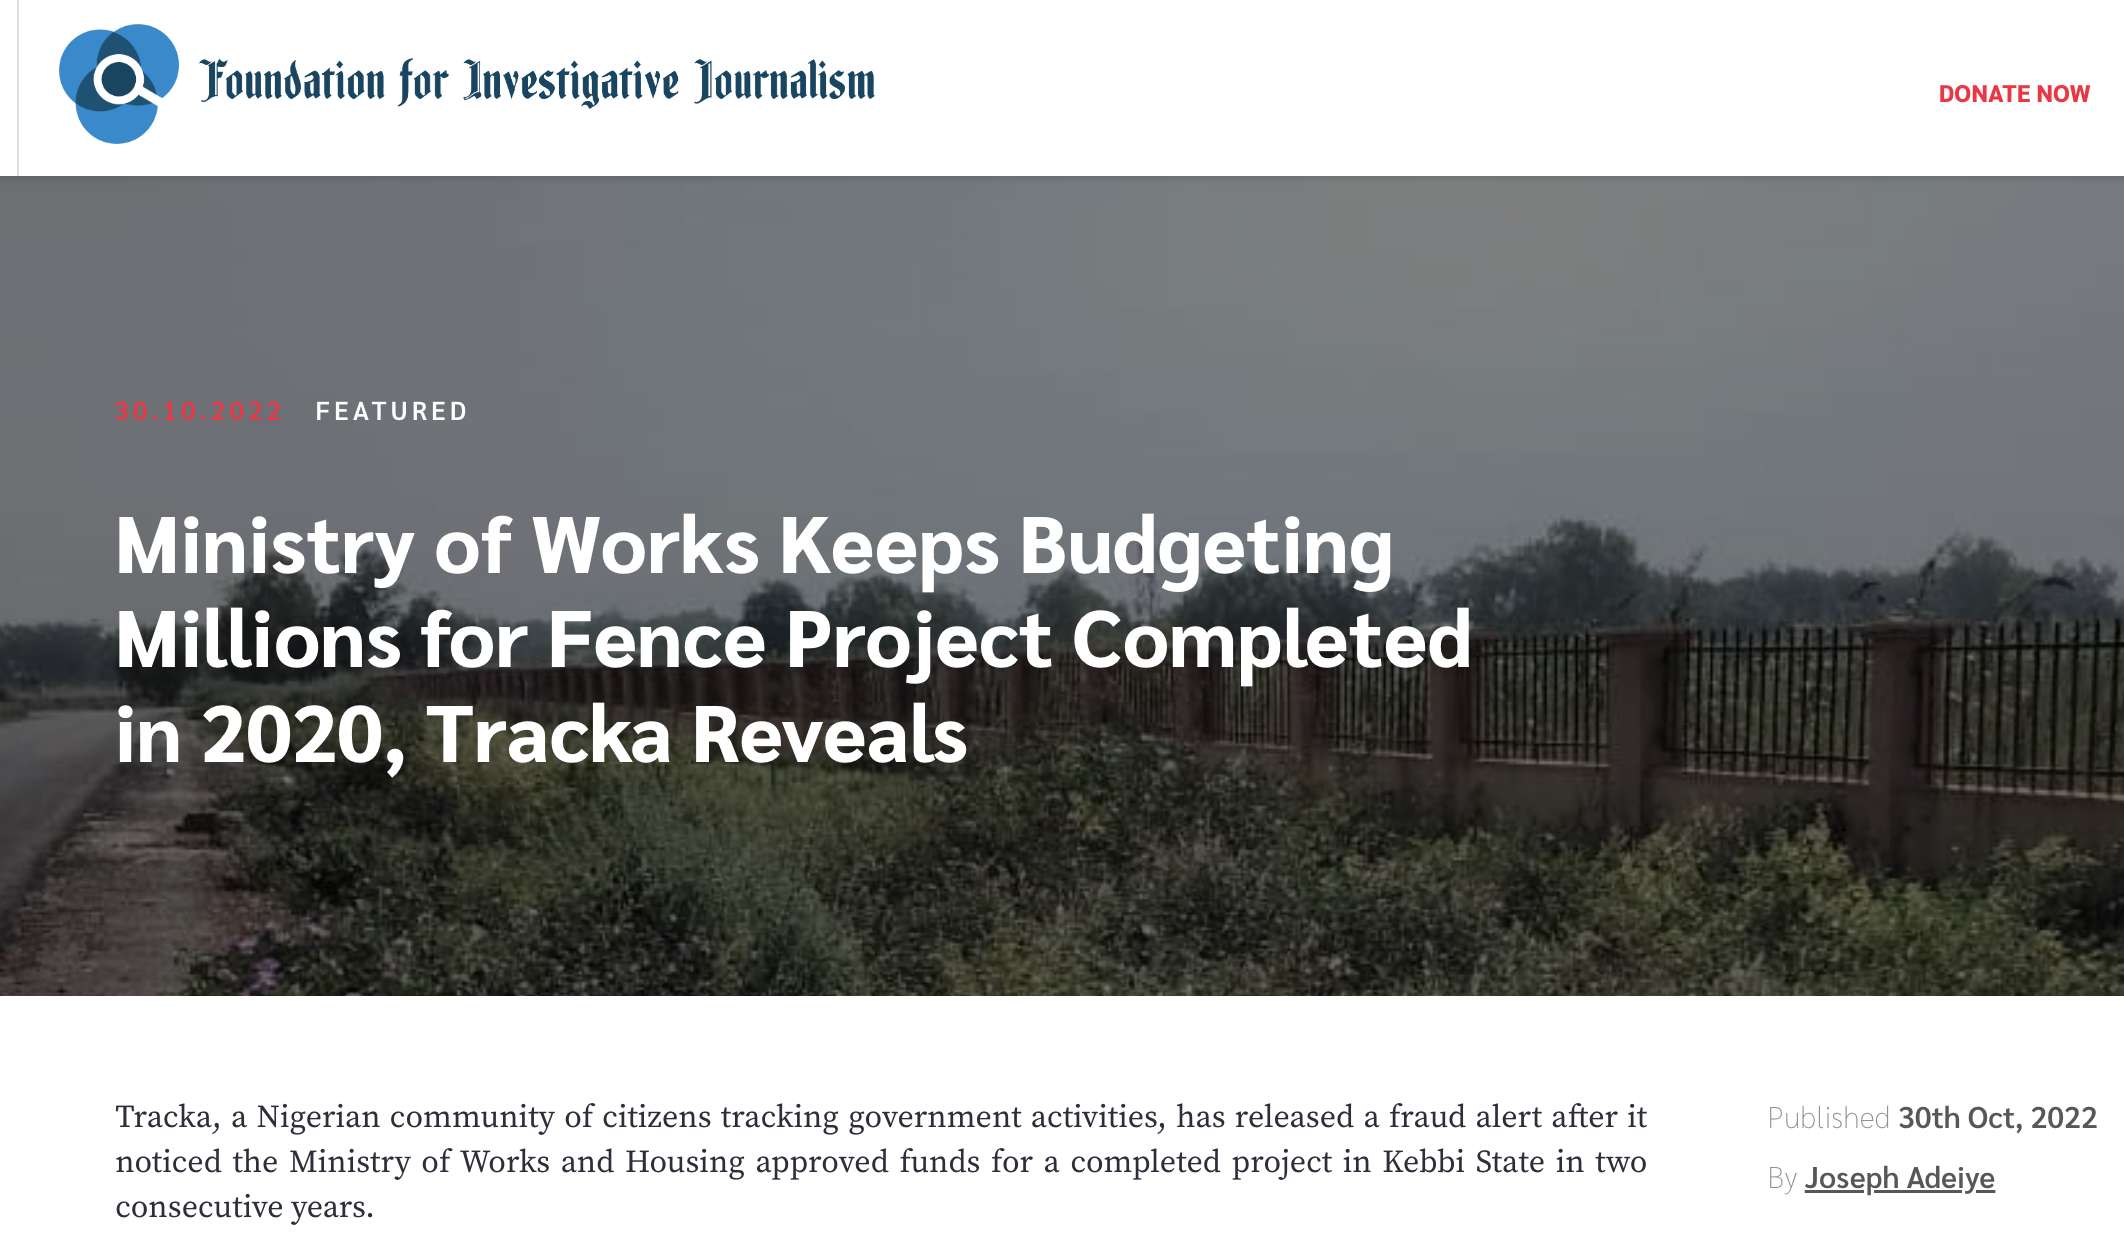 Foundation for Investigative Journalism
DONATE NOW
30.10.2022 FEATURED
Ministry of Works Keeps Budgeting
Millions for Fence Project Completed
in 2020, Tracka Reveals
Tracka, a Nigerian community of citizens tracking government activities, has released a fraud alert after it
noticed the Ministry of Works and Housing approved funds for a completed project in Kebbi State in two
consecutive years.
Published 30th Oct, 2022
By Joseph Adeiye